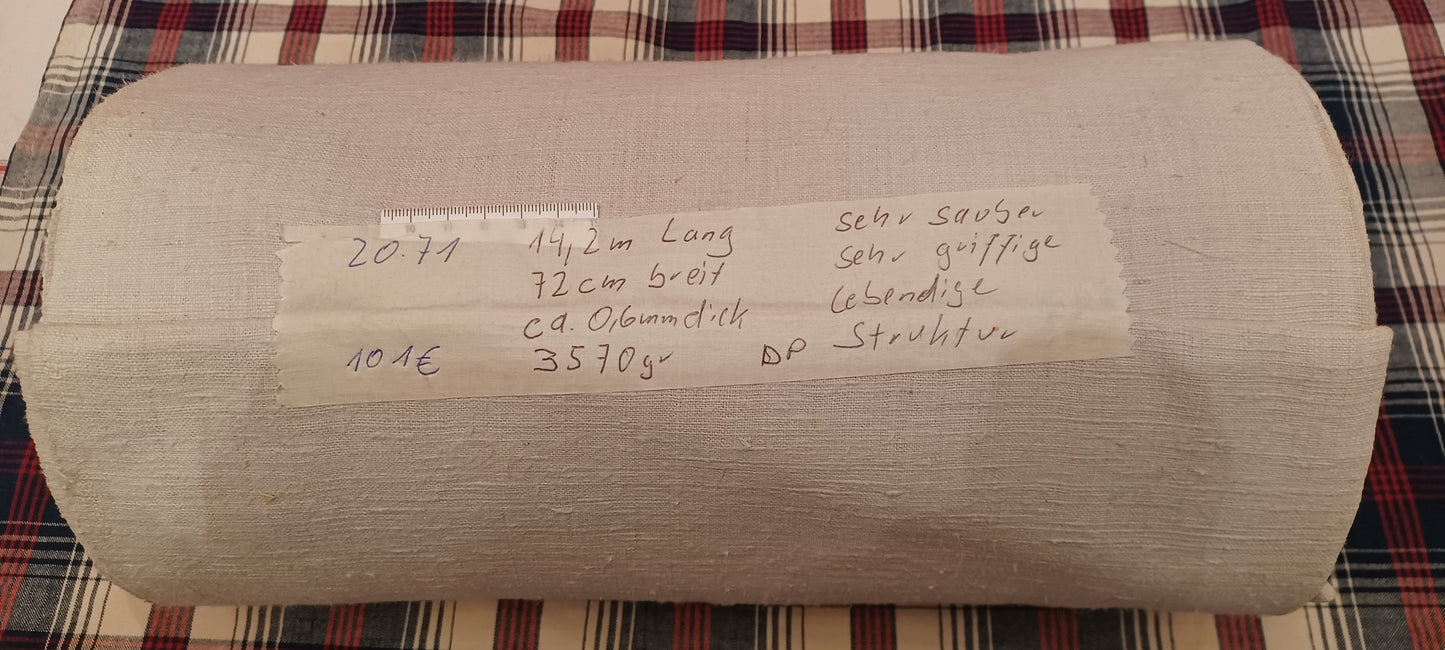 20.71
101€
14,2m Lang
72cm breit
ca. 0,6mm dick
3570gr
DP
sehr sauber
sehr griffige
Lebendige
Struktur